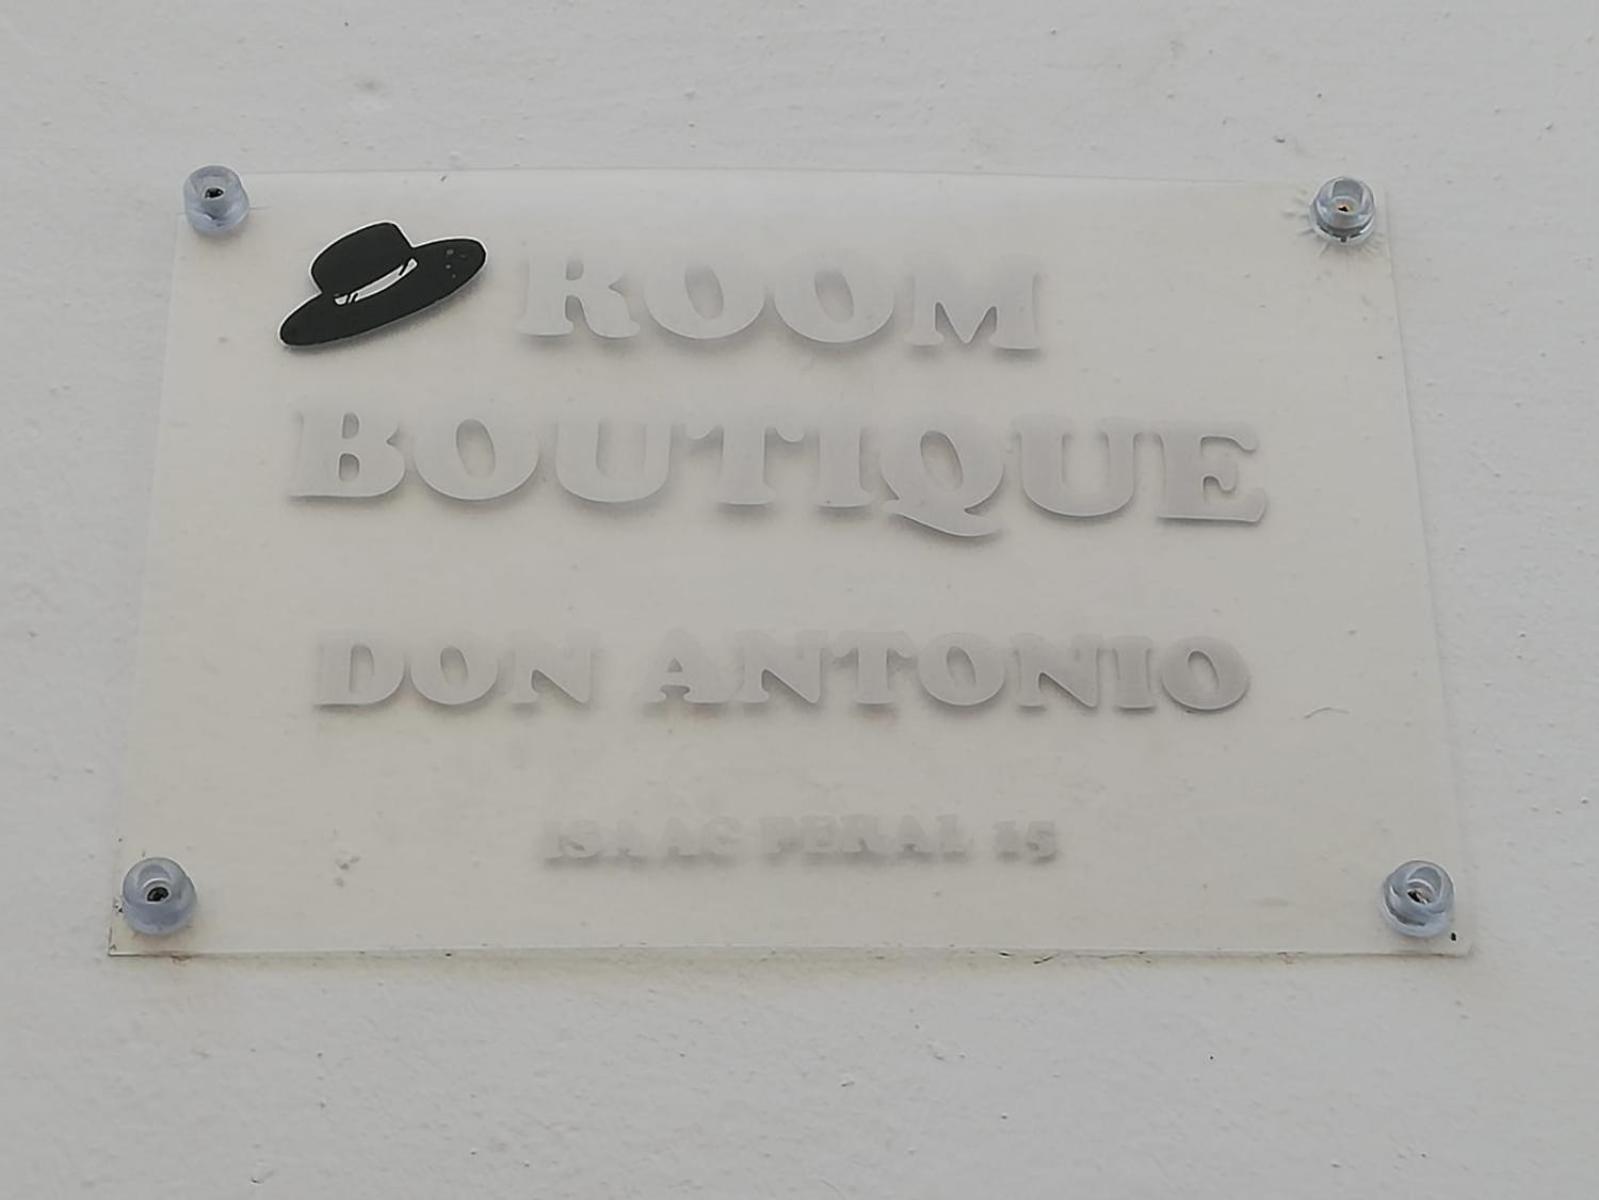 ROOM
BOUTIQUE
DON ANTONIO
ISAAC PERAL 15